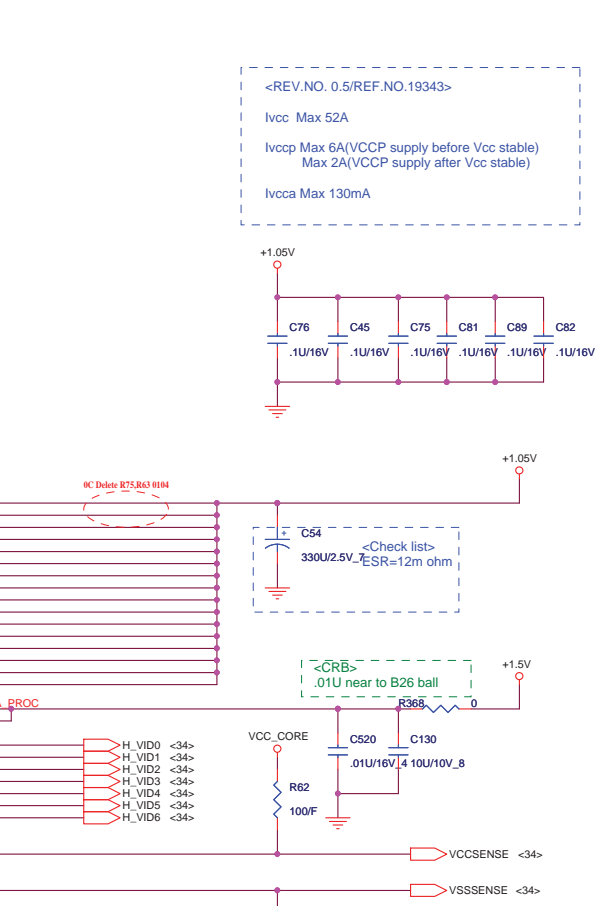 <REV.NO. 0.5/REF.NO.19343>
Ivcc Max 52A
Ivccp Max 6A(VCCP supply before Vcc stable)
Max 2A(VCCP supply after Vcc stable)
Ivcca Max 130mA
+1.05V
C76 C45 C75 C81 C89 C82
.1U/16V .1U/16V .1U/16V .1U/16V .1U/16V .1U/16V
+1.05V
0C Delete R75,R63 0104
C54
<Check list>
330U/2.5V_7
ESR=12m ohm
<CRB>
.01U near to B26 ball
+1.5V
PROC
R368 0
VCC_CORE
C520 C130
.01U/16V_4 10U/10V_8
H_VID0 <34>
H_VID1 <34>
H_VID2 <34>
H_VID3 <34>
H_VID4 <34>
H_VID5 <34>
H_VID6 <34>
R62
100/F
VCCSENSE <34>
VSSSENSE <34>